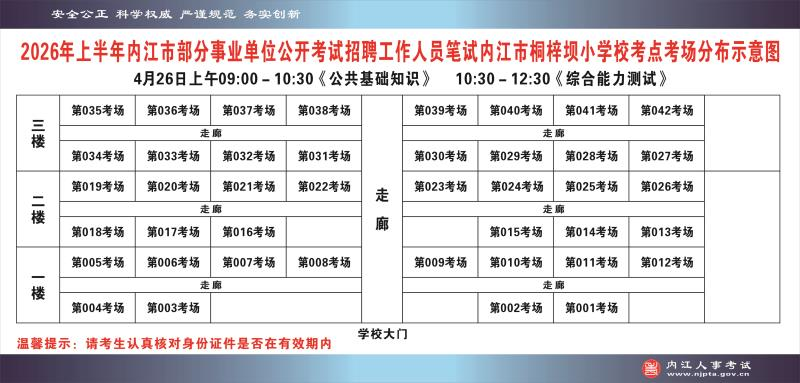 安全公正 科学权威 严谨规范 务实创新
2026年上半年内江市部分事业单位公开考试招聘工作人员笔试内江市桐梓坝小学校考点考场分布示意图
4月26日上午09:00－10:30《公共基础知识》 10:30－12:30《综合能力测试》
三楼
第035考场 第036考场 第037考场 第038考场 第039考场 第040考场 第041考场 第042考场
走廊 走廊
第034考场 第033考场 第032考场 第031考场 第030考场 第029考场 第028考场 第027考场
二楼
第019考场 第020考场 第021考场 第022考场 第023考场 第024考场 第025考场 第026考场
走廊 走廊
第018考场 第017考场 第016考场 第015考场 第014考场 第013考场
走廊
一楼
第005考场 第006考场 第007考场 第008考场 第009考场 第010考场 第011考场 第012考场
走廊 走廊
第004考场 第003考场 第002考场 第001考场
学校大门
温馨提示：请考生认真核对身份证件是否在有效期内
内江人事考试
www.njpta.gov.cn